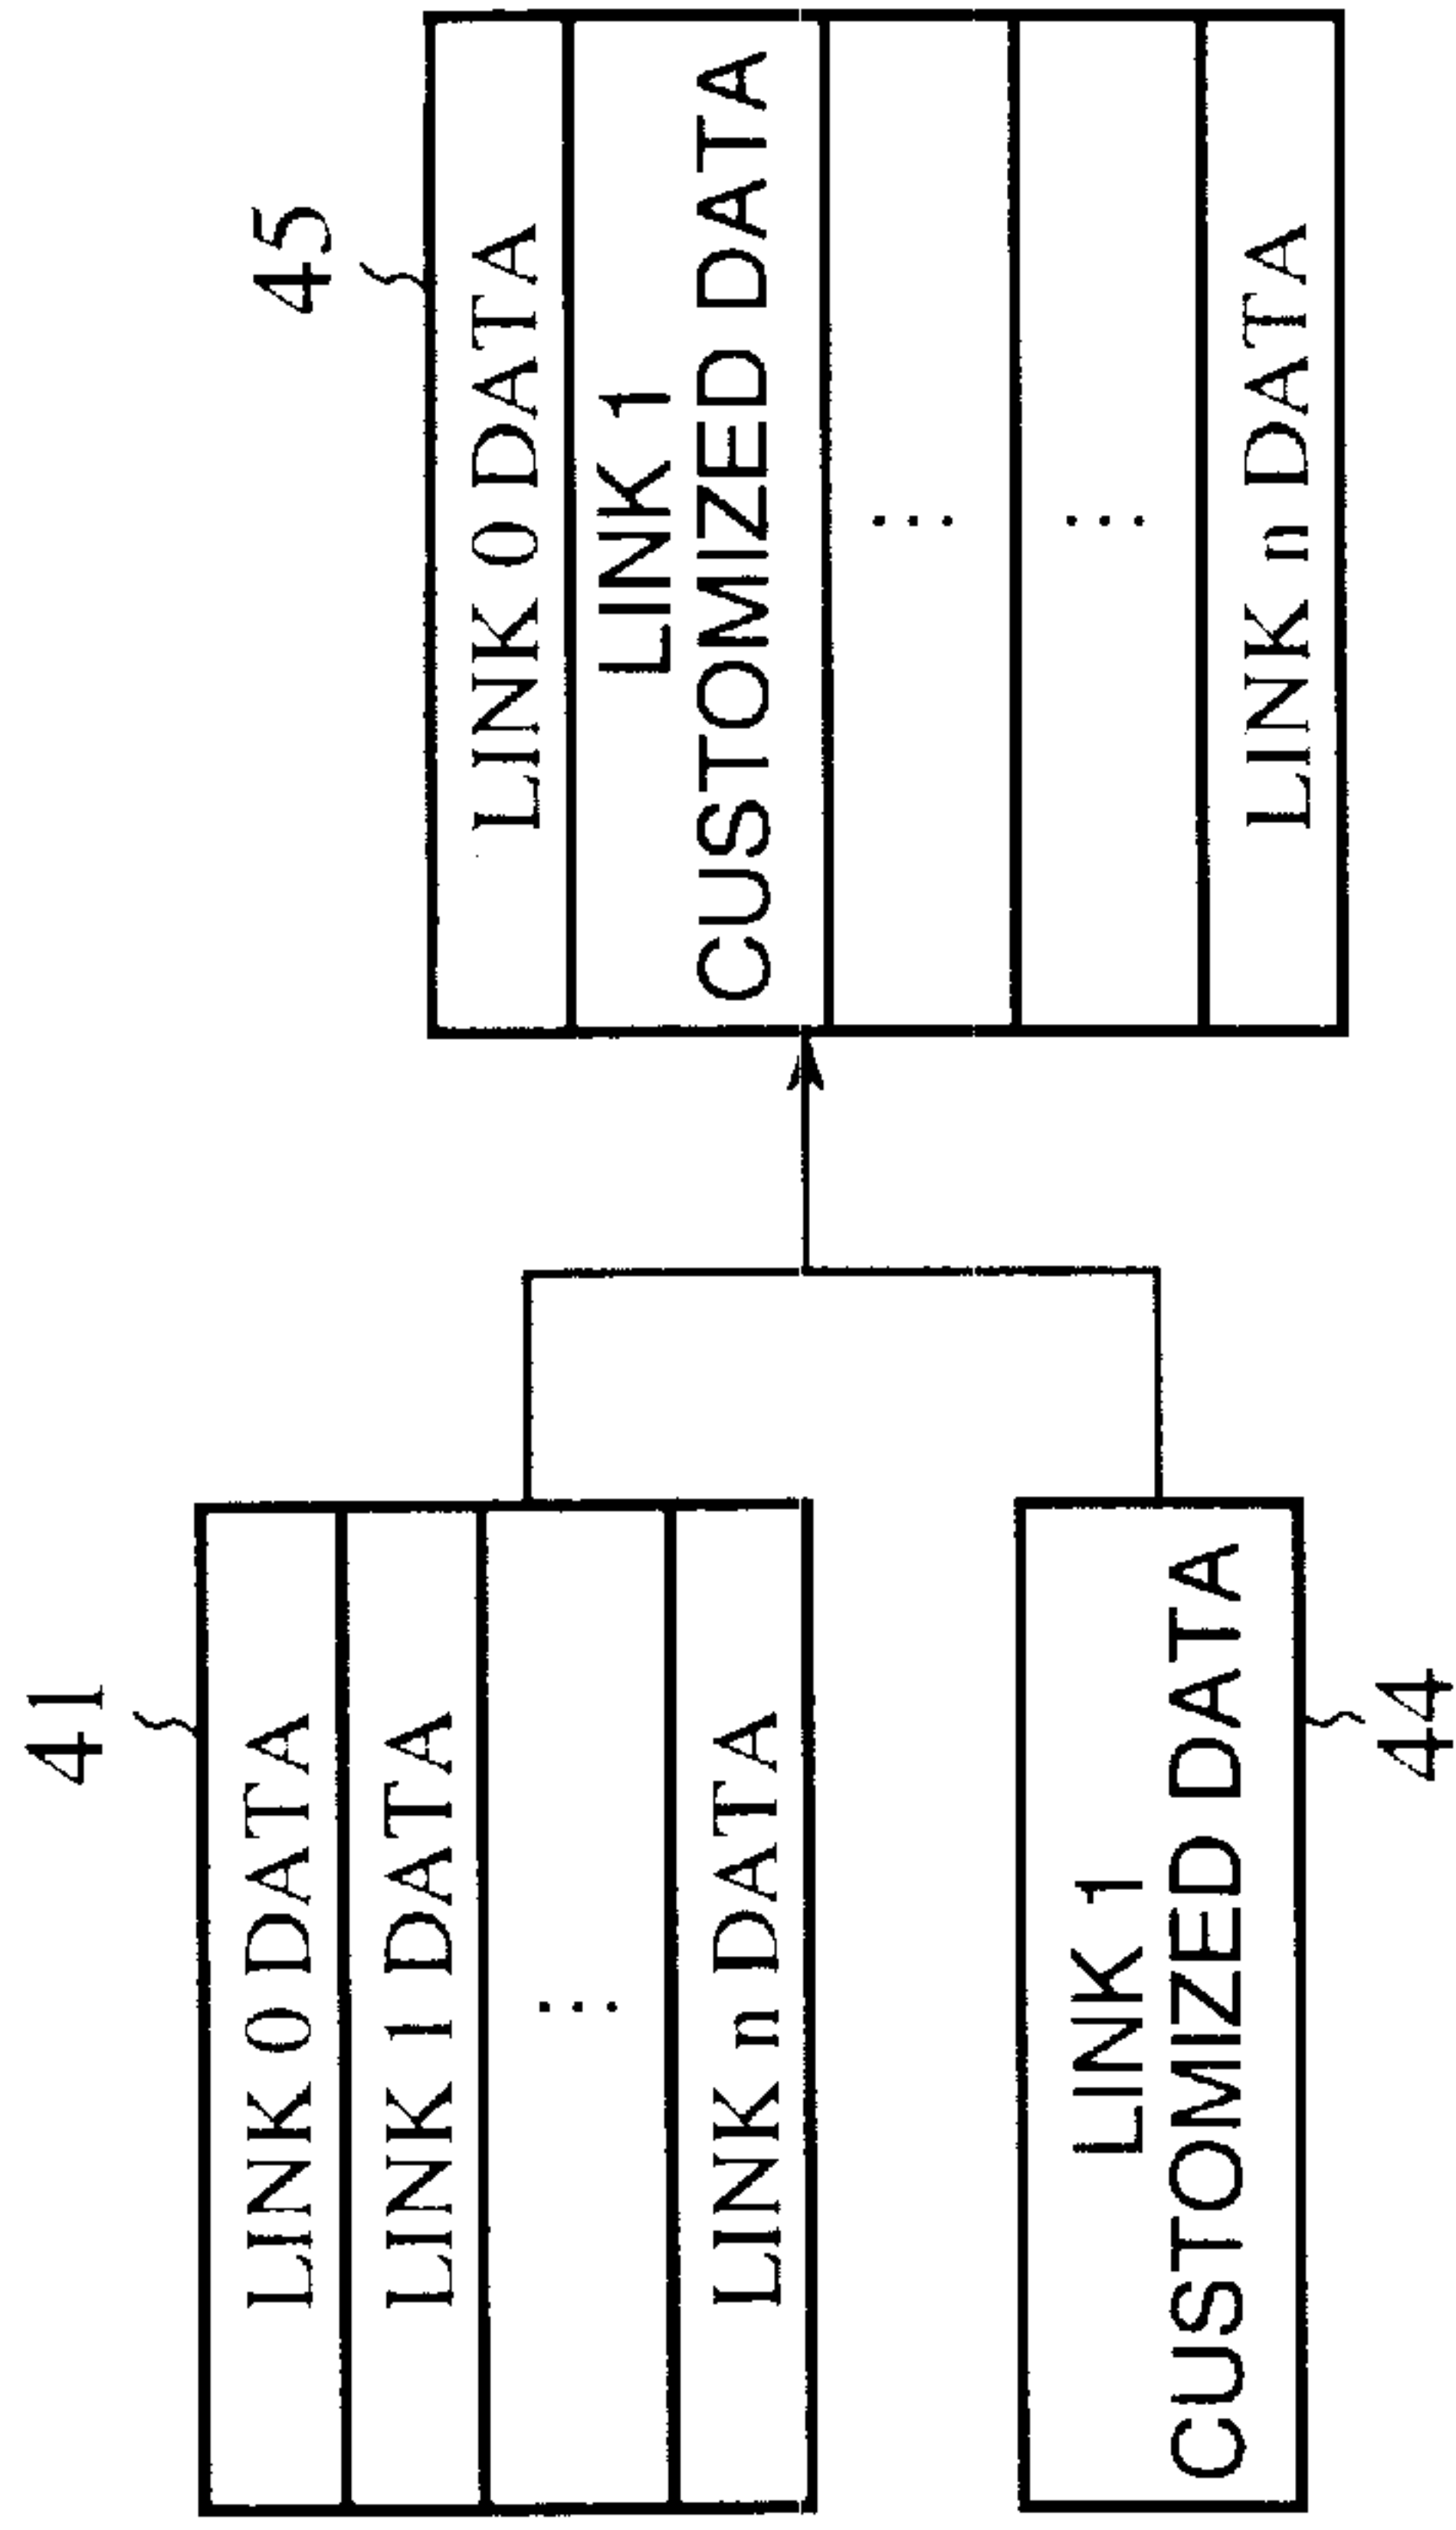 41
LINK 0 DATA
LINK 1 DATA
...
LINK n DATA
LINK 1
CUSTOMIZED DATA
44
45
LINK 0 DATA
LINK 1
CUSTOMIZED DATA
...
...
LINK n DATA